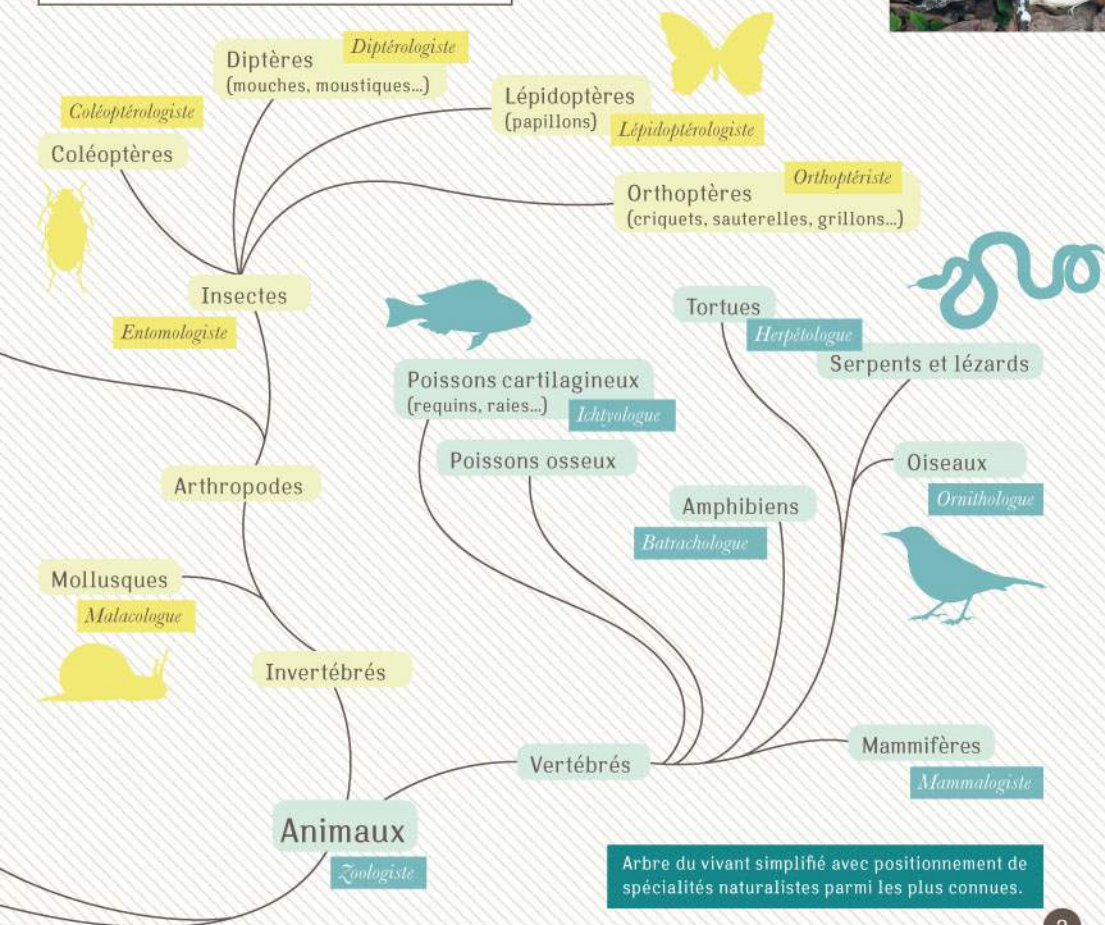 Diptérologiste
Diptères
(mouches, moustiques...)
Lépidoptères
(papillons)
Lépidoptérologiste
Coléoptérologiste
Coléoptères
Orthoptériste
Orthoptères
(criquets, sauterelles, grillons...)
Insectes
Entomologiste
Tortues
Herpétologue
Serpents et lézards
Poissons cartilagineux
(requins, raies...)
Ichtyologue
Poissons osseux
Oiseaux
Ornithologue
Arthropodes
Amphibiens
Batrachologue
Mollusques
Malacologue
Invertébrés
Vertébrés
Mammifères
Mammalogiste
Animaux
Zoologiste
Arbre du vivant simplifié avec positionnement de
spécialités naturalistes parmi les plus connues.